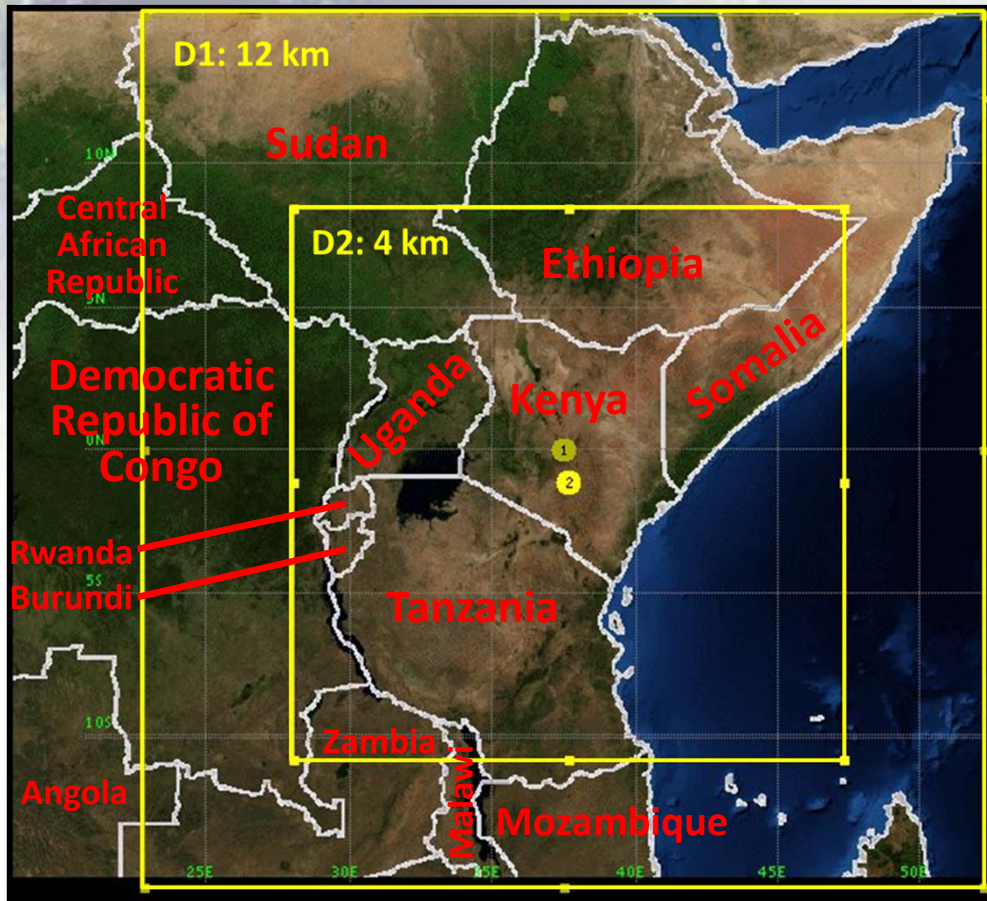 D1: 12 km
Sudan
10N
Central
African
Republic
D2: 4 km
Ethiopia
5N
Somalia
Democratic
Republic of
Congo
Uganda
Kenya
0N
1
2
Rwanda
Burundi
5S
Tanzania
10S
Zambia
Malawi
Angola
Mozambique
25E
30E
35E
40E
45E
50E